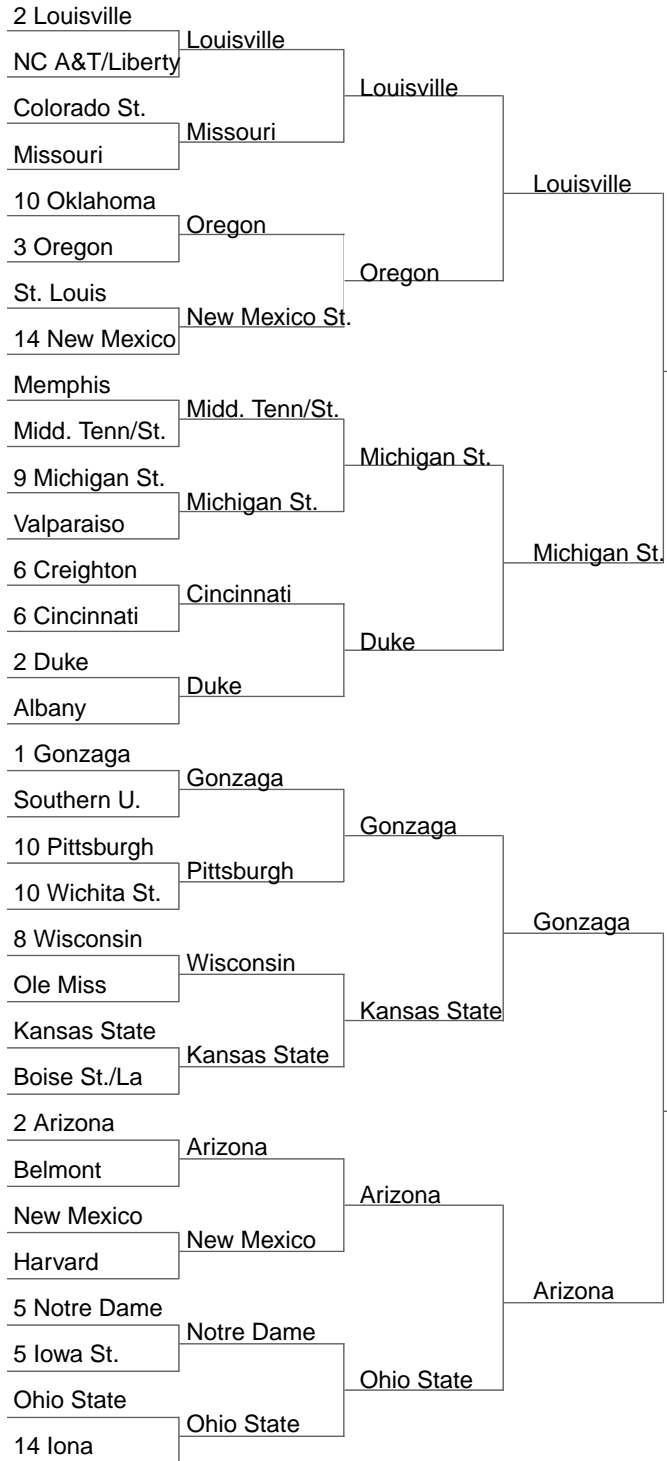 2 Louisville
NC A&T/Liberty
Colorado St.
Missouri
10 Oklahoma
3 Oregon
St. Louis
14 New Mexico
Memphis
Midd. Tenn/St.
9 Michigan St.
Valparaiso
6 Creighton
6 Cincinnati
2 Duke
Albany
1 Gonzaga
Southern U.
10 Pittsburgh
10 Wichita St.
8 Wisconsin
Ole Miss
Kansas State
Boise St./La
2 Arizona
Belmont
New Mexico
Harvard
5 Notre Dame
5 Iowa St.
Ohio State
14 Iona
Louisville
Missouri
Oregon
New Mexico St.
Midd. Tenn/St.
Michigan St.
Cincinnati
Duke
Gonzaga
Pittsburgh
Wisconsin
Kansas State
Arizona
New Mexico
Notre Dame
Ohio State
Louisville
Oregon
Michigan St.
Duke
Gonzaga
Kansas State
Arizona
Ohio State
Louisville
Michigan St.
Gonzaga
Arizona